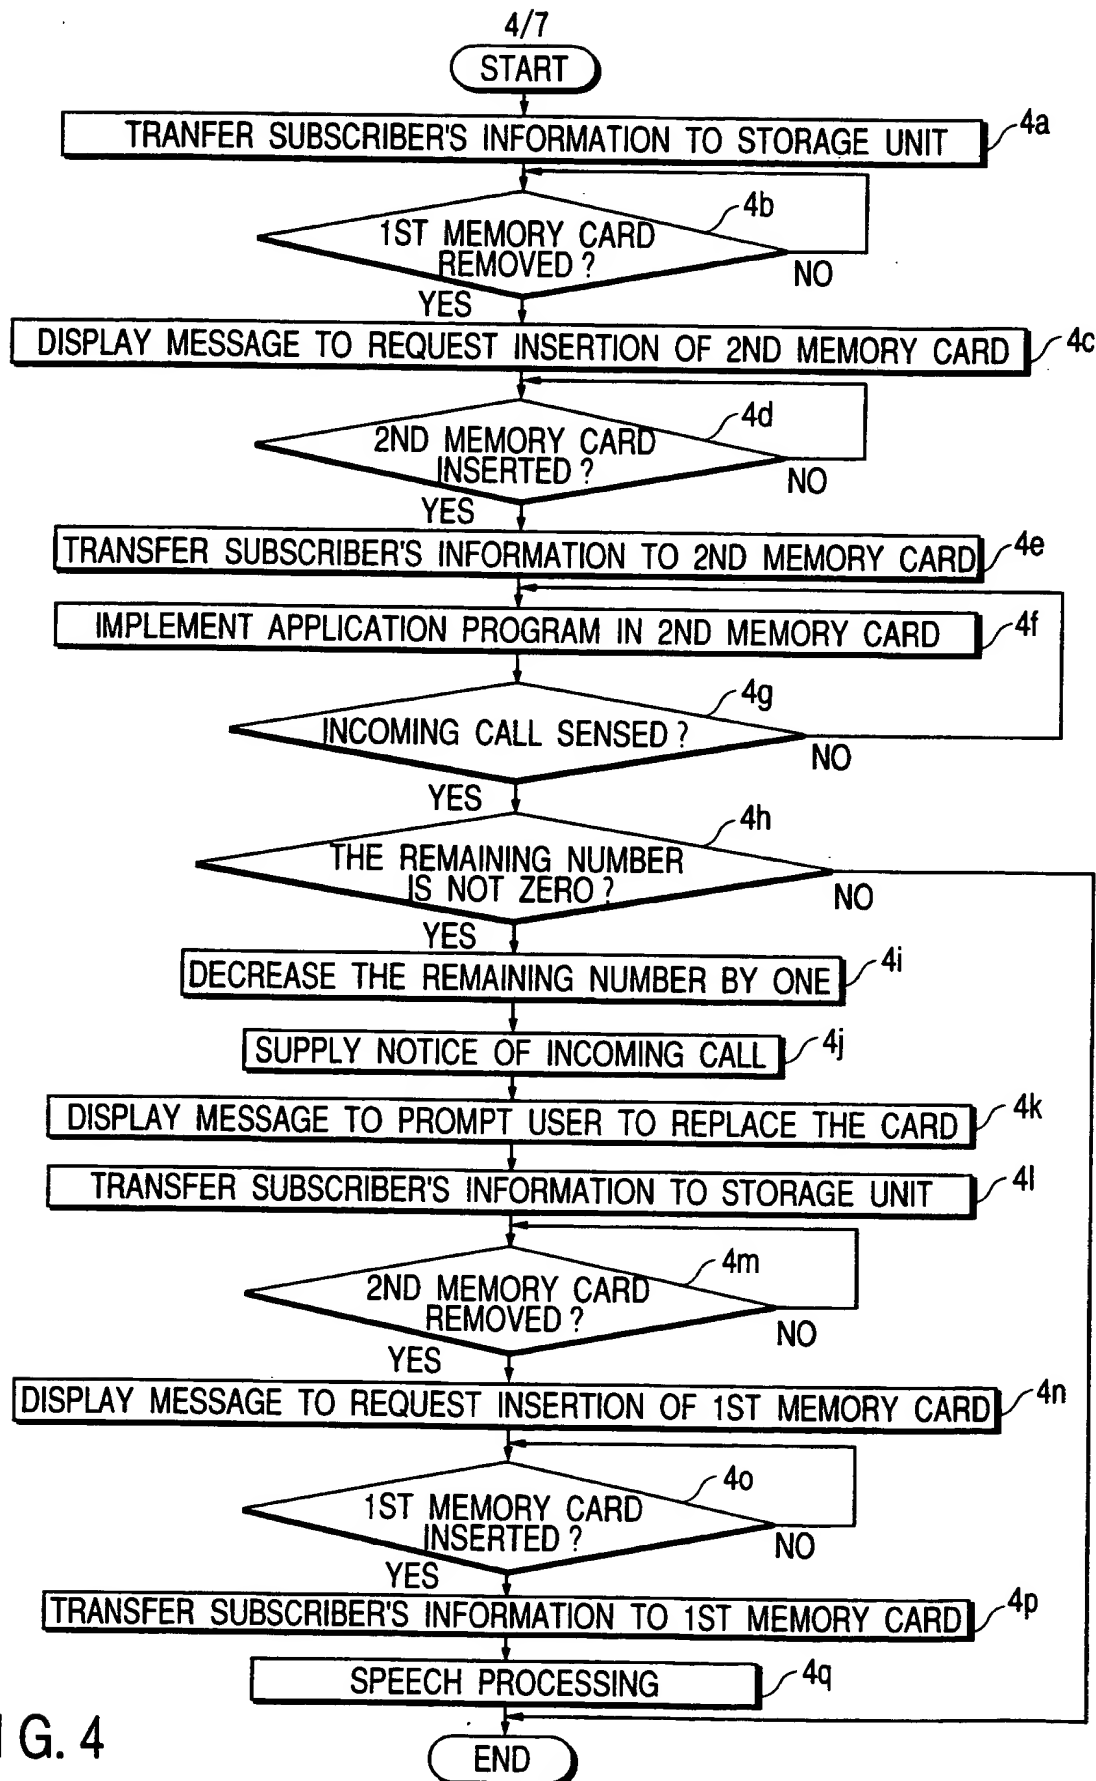 4/7
START
TRANFER SUBSCRIBER'S INFORMATION TO STORAGE UNIT
4a
4b
1ST MEMORY CARD
REMOVED ?
NO
YES
DISPLAY MESSAGE TO REQUEST INSERTION OF 2ND MEMORY CARD
4c
4d
2ND MEMORY CARD
INSERTED ?
NO
YES
TRANSFER SUBSCRIBER'S INFORMATION TO 2ND MEMORY CARD
4e
IMPLEMENT APPLICATION PROGRAM IN 2ND MEMORY CARD
4f
4g
INCOMING CALL SENSED ?
NO
YES
4h
THE REMAINING NUMBER
IS NOT ZERO ?
NO
YES
DECREASE THE REMAINING NUMBER BY ONE
4i
SUPPLY NOTICE OF INCOMING CALL
4j
DISPLAY MESSAGE TO PROMPT USER TO REPLACE THE CARD
4k
TRANSFER SUBSCRIBER'S INFORMATION TO STORAGE UNIT
4l
4m
2ND MEMORY CARD
REMOVED ?
NO
YES
DISPLAY MESSAGE TO REQUEST INSERTION OF 1ST MEMORY CARD
4n
4o
1ST MEMORY CARD
INSERTED ?
NO
YES
TRANSFER SUBSCRIBER'S INFORMATION TO 1ST MEMORY CARD
4p
SPEECH PROCESSING
4q
IG. 4
END